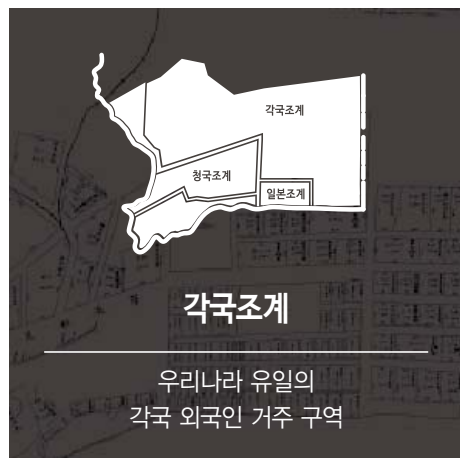 각국조계
청국조계
일본조계
각국조계
우리나라 유일의
각국 외국인 거주 구역